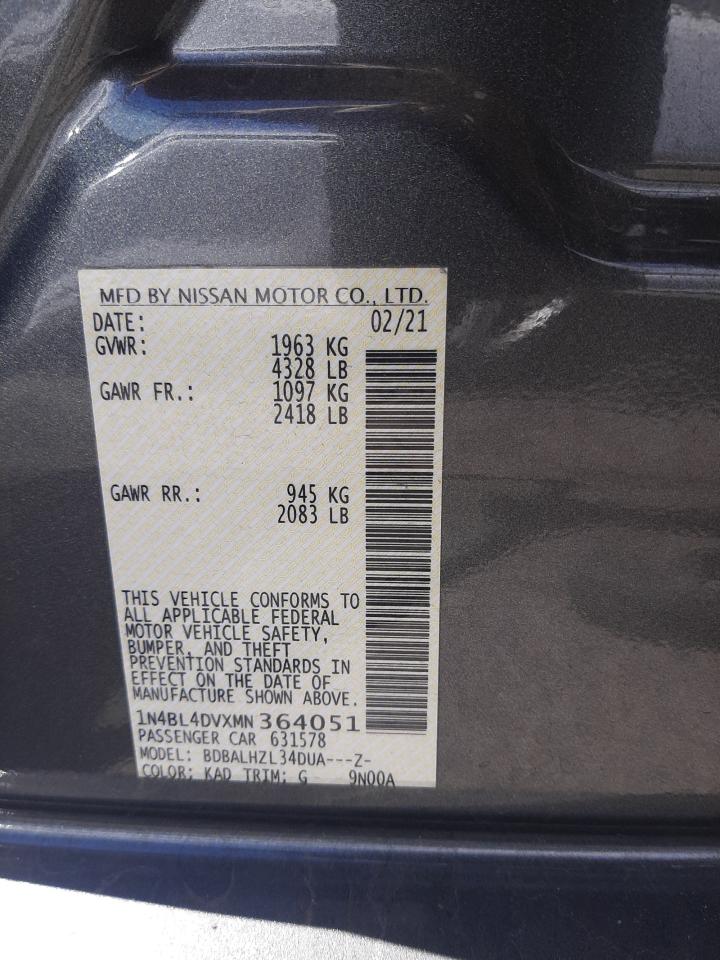 MFD BY NISSAN MOTOR CO., LTD.
DATE: 02/21
GVWR: 1963 KG
4328 LB
GAWR FR.: 1097 KG
2418 LB
GAWR RR.: 945 KG
2083 LB
THIS VEHICLE CONFORMS TO
ALL APPLICABLE FEDERAL
MOTOR VEHICLE SAFETY,
BUMPER, AND THEFT
PREVENTION STANDARDS IN
EFFECT ON THE DATE OF
MANUFACTURE SHOWN ABOVE.
1N4BL4DVXMN364051
PASSENGER CAR 631578
MODEL: BDBALHZL34DUA---Z-
COLOR: KAD TRIM: G 9N00A